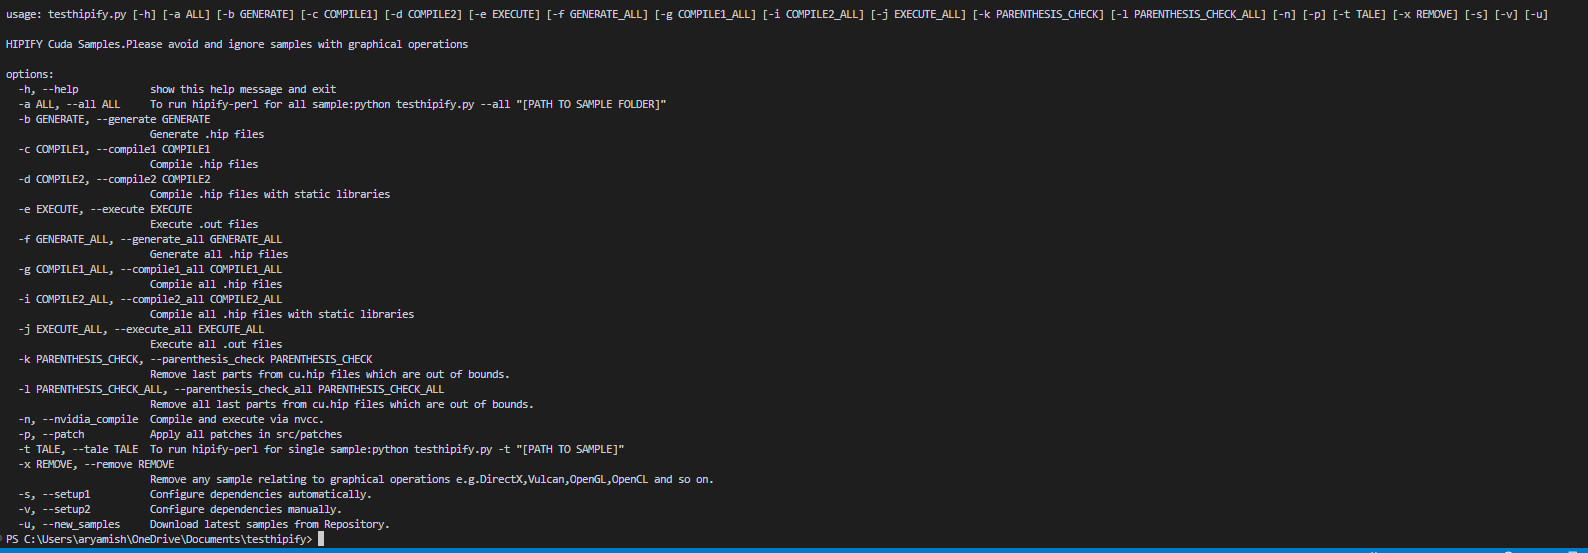 usage: testhipify.py [-h] [-a ALL] [-b GENERATE] [-c COMPILE1] [-d COMPILE2] [-e EXECUTE] [-f GENERATE_ALL] [-g COMPILE1_ALL] [-i COMPILE2_ALL] [-j EXECUTE_ALL] [-k PARENTHESIS_CHECK] [-l PARENTHESIS_CHECK_ALL] [-n] [-p] [-t TALE] [-x REMOVE] [-s] [-v] [-u]
HIPIFY Cuda Samples.Please avoid and ignore samples with graphical operations
options:
-h, --help show this help message and exit
-a ALL, --all ALL To run hipify-perl for all sample:python testhipify.py --all "[PATH TO SAMPLE FOLDER]"
-b GENERATE, --generate GENERATE
Generate .hip files
-c COMPILE1, --compile1 COMPILE1
Compile .hip files
-d COMPILE2, --compile2 COMPILE2
Compile .hip files with static libraries
-e EXECUTE, --execute EXECUTE
Execute .out files
-f GENERATE_ALL, --generate_all GENERATE_ALL
Generate all .hip files
-g COMPILE1_ALL, --compile1_all COMPILE1_ALL
Compile all .hip files
-i COMPILE2_ALL, --compile2_all COMPILE2_ALL
Compile all .hip files with static libraries
-j EXECUTE_ALL, --execute_all EXECUTE_ALL
Execute all .out files
-k PARENTHESIS_CHECK, --parenthesis_check PARENTHESIS_CHECK
Remove last parts from cu.hip files which are out of bounds.
-l PARENTHESIS_CHECK_ALL, --parenthesis_check_all PARENTHESIS_CHECK_ALL
Remove all last parts from cu.hip files which are out of bounds.
-n, --nvidia_compile Compile and execute via nvcc.
-p, --patch Apply all patches in src/patches
-t TALE, --tale TALE To run hipify-perl for single sample:python testhipify.py -t "[PATH TO SAMPLE]"
-x REMOVE, --remove REMOVE
Remove any sample relating to graphical operations e.g.DirectX,Vulcan,OpenGL,OpenCL and so on.
-s, --setup1 Configure dependencies automatically.
-v, --setup2 Configure dependencies manually.
-u, --new_samples Download latest samples from Repository.
PS C:\Users\aryamish\OneDrive\Documents\testhipify>